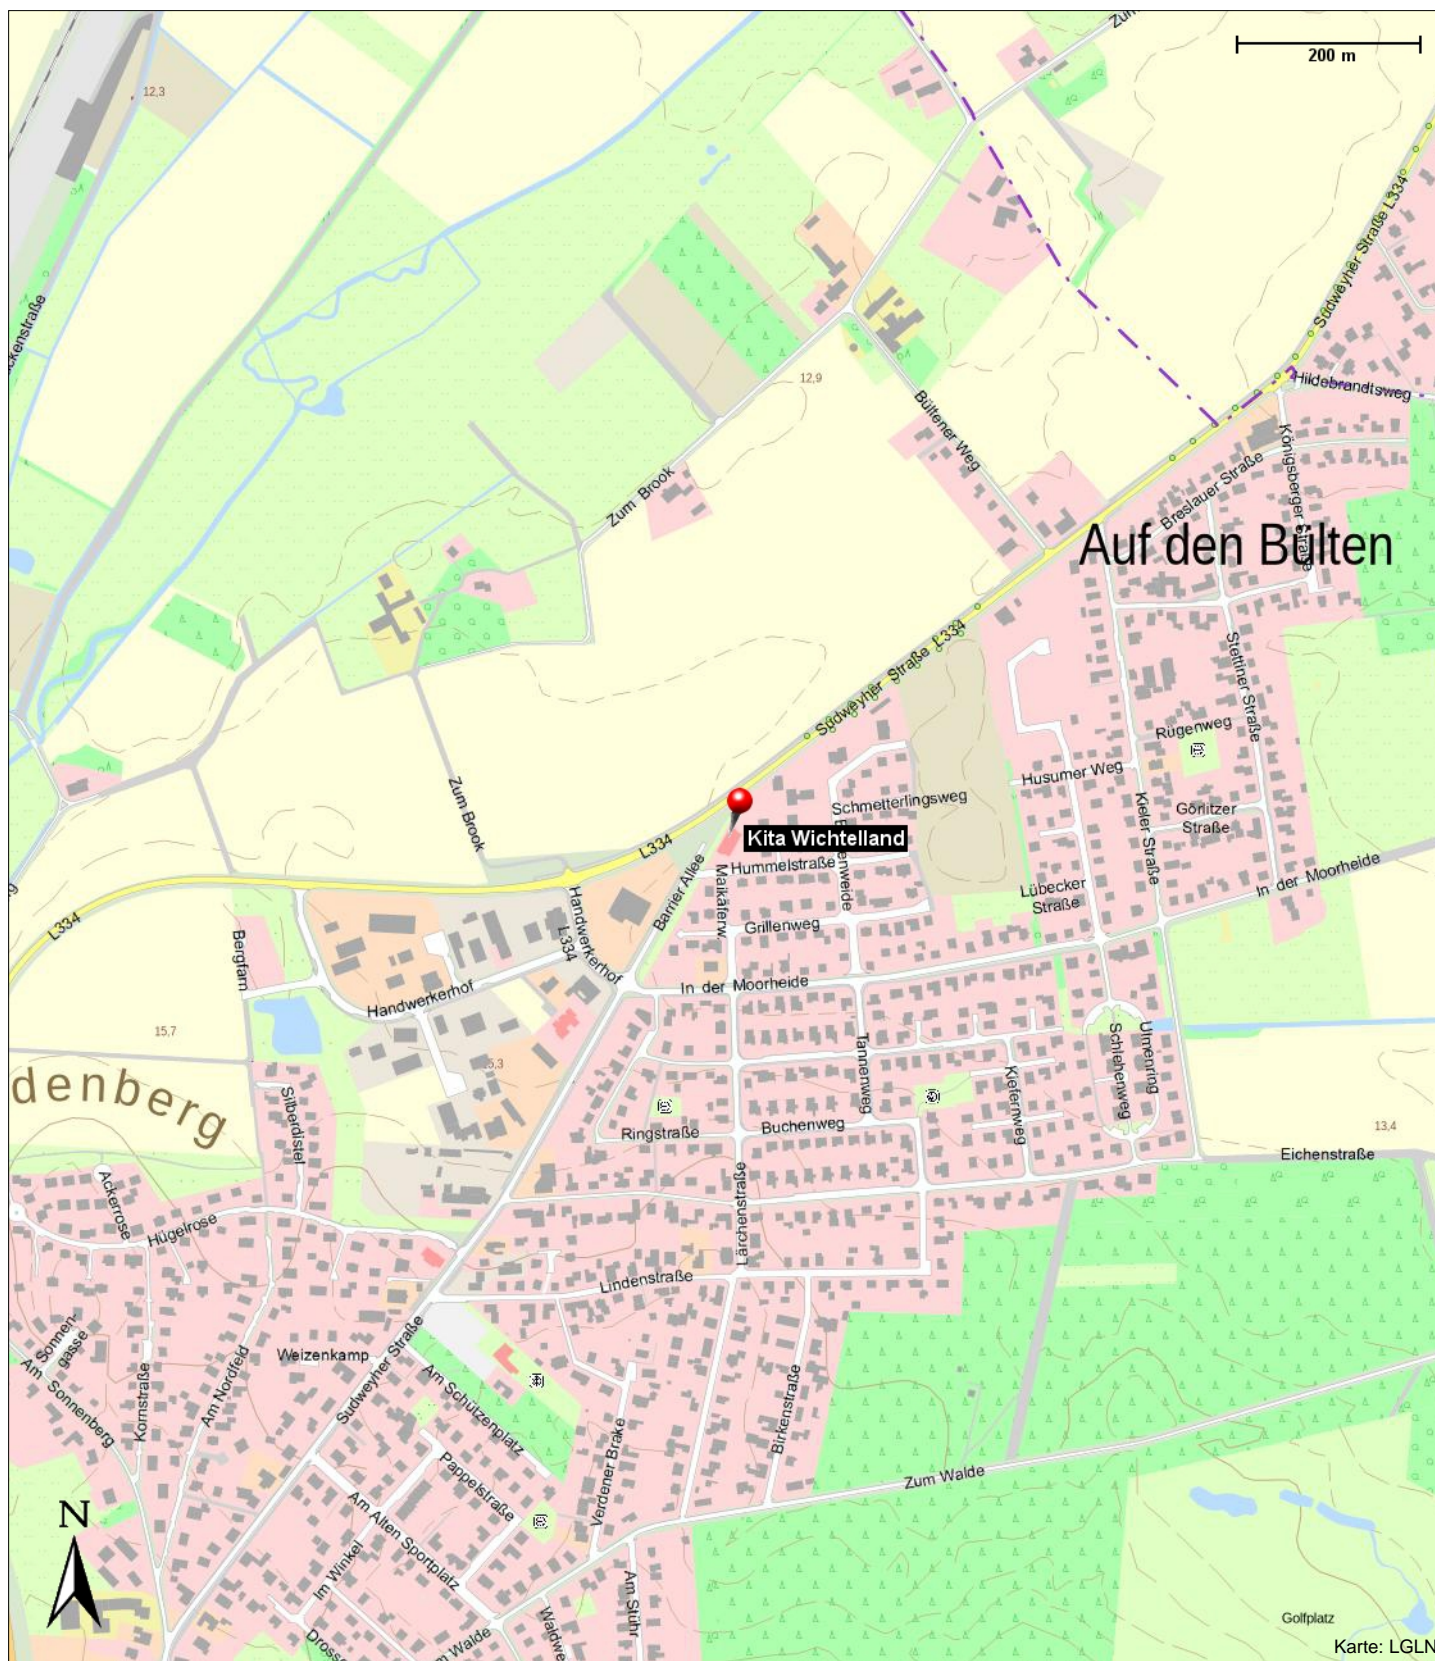 200 m
12,3
Südweyher Straße L334
Hildebrandtsweg
12,9
Bültener Weg
Königsberger Straße
Breslauer Straße
Zum Brook
Auf den Bülten
Stettiner Straße
Südweyher Straße L334
Rügenweg
Husumer Weg
Zum Brook
Schmetterlingsweg
Görlitzer
Straße
Kieler Straße
Kita Wichtelland
L334
Hummelstraße
Maikäferw.
Barrier Allee
Lübecker
Straße
In der Moorheide
L334
Grillenweg
Handwerkerhof
L334
Bergfarn
In der Moorheide
Handwerkerhof
15,7
Tannenweg
Ulmenring
Schlehenweg
Kiefernweg
denberg
Silberdistel
Ringstraße
Buchenweg
13,4
Eichenstraße
Ackerrose
Hügelrose
Lärchenstraße
Lindenstraße
Sonnen-
gasse
Weizenkamp
Am Sonnenberg
Kornstraße
Am Nordfeld
Sudweyher Straße
Am Schützenplatz
Birkenstraße
Verdener Brake
Pappelstraße
Zum Walde
Am Alten Sportplatz
N
Im Winkel
Am Stühr
Golfplatz
Karte: LGLN